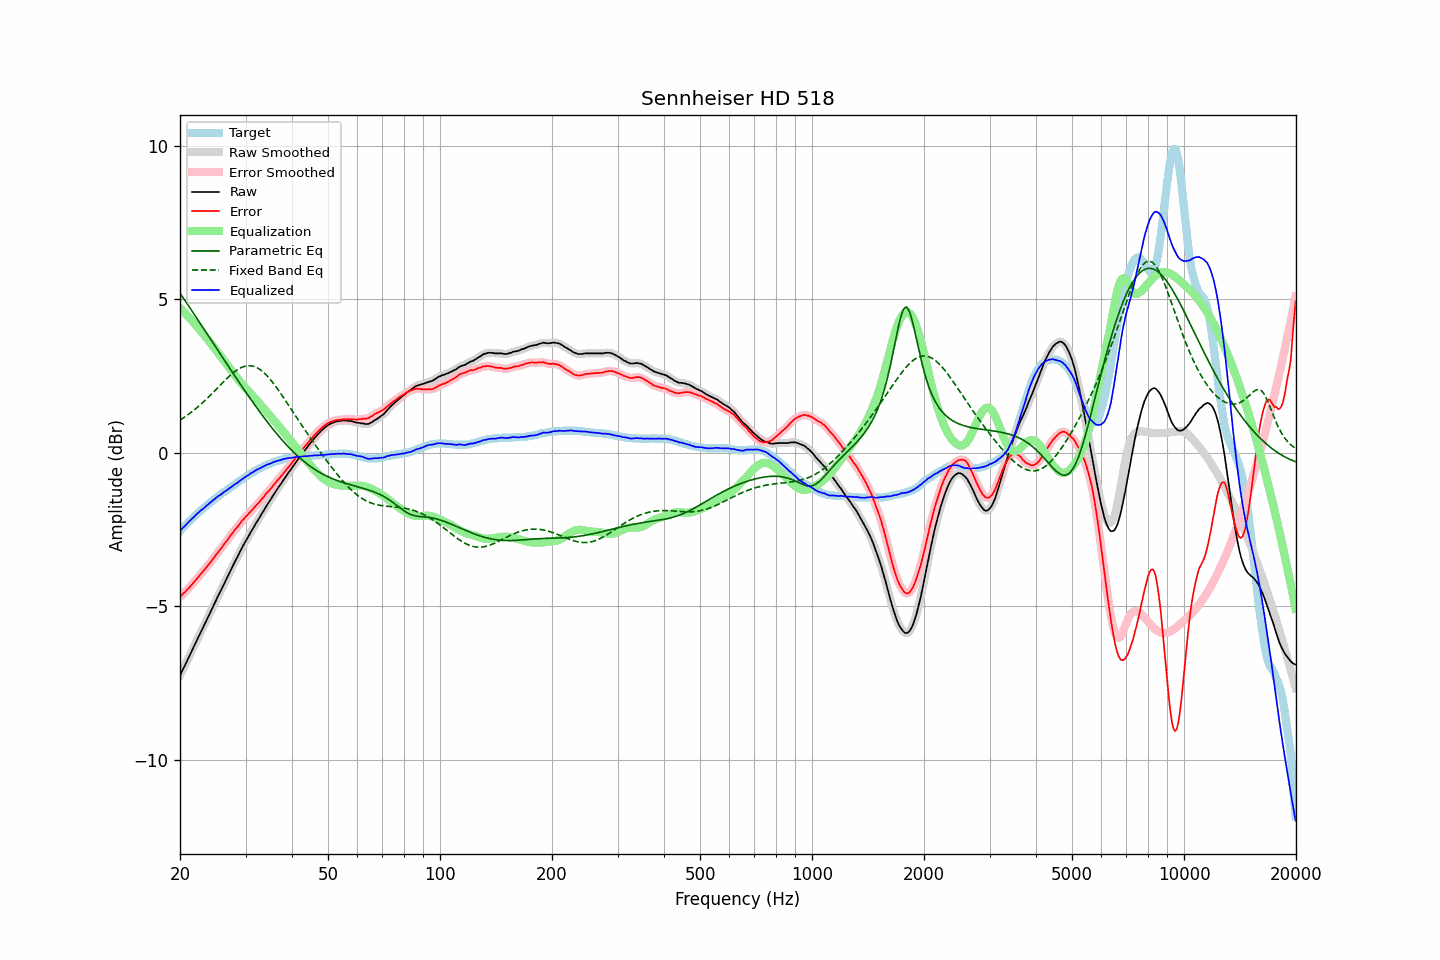 Sennheiser HD 518
Target
Raw Smoothed
Error Smoothed
Raw
Error
Equalization
Parametric Eq
Fixed Band Eq
Equalized
Amplitude (dBr)
10
5
0
−5
−10
20 50 100 200 500 1000 2000 5000 10000 20000
Frequency (Hz)